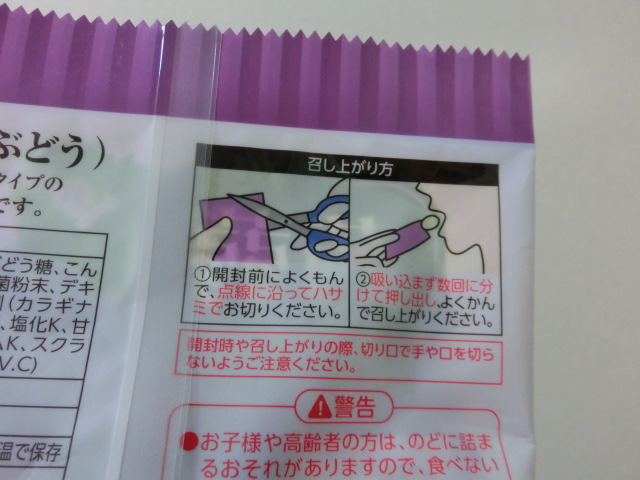 ぶどう)
タイプの
です。
どう糖、こん
菌粉末、デキ
(カラギナ
、塩化K、甘
K、スクラ
V.C)
温で保存
召し上がり方
①開封前によくもん
で、点線に沿ってハサ
ミでお切りください。
②吸い込まず数回に分
けて押し出し、よくかん
で召し上がりください。
開封時や召し上がりの際、切り口で手や口を切ら
ないようご注意ください。
警告
●お子様や高齢者の方は、のどに詰ま
るおそれがありますので、食べない